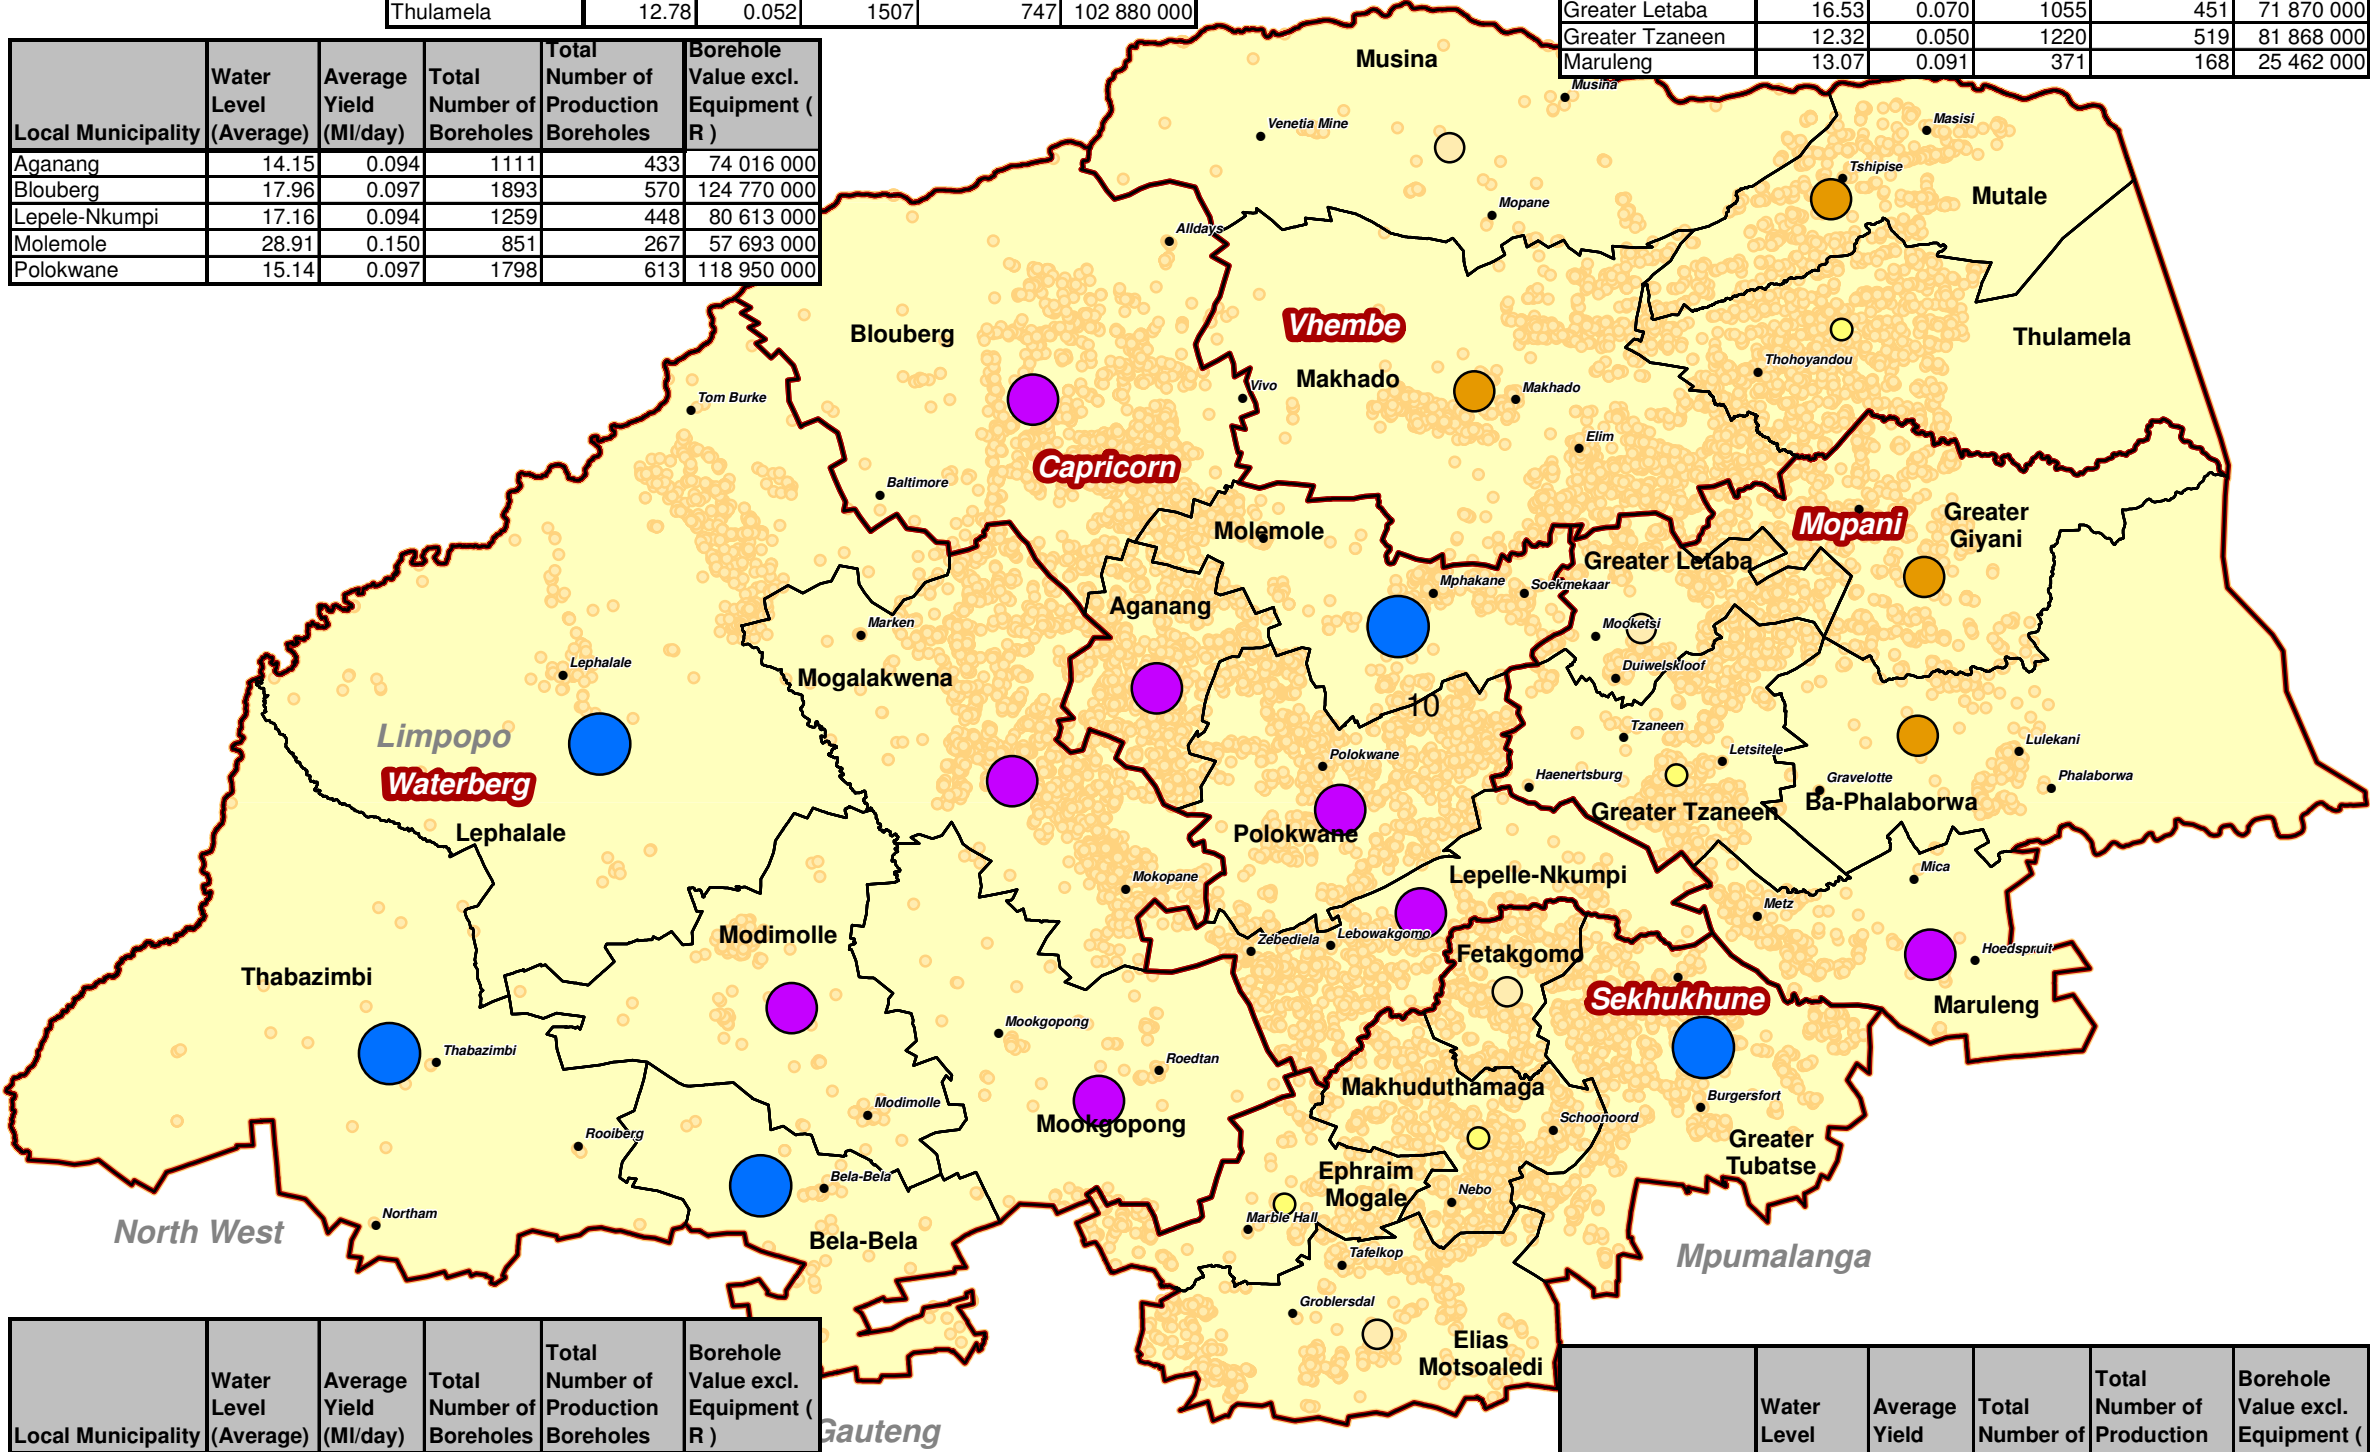 Thulamela 12.78 0.052 1507 747 102 880 000
Greater Letaba 16.53 0.070 1055 451 71 870 000
Greater Tzaneen 12.32 0.050 1220 519 81 868 000
Maruleng 13.07 0.091 371 168 25 462 000
Local Municipality Water Level (Average) Average Yield (Ml/day) Total Number of Boreholes Total Number of Production Boreholes Borehole Value excl. Equipment ( R )
Aganang 14.15 0.094 1111 433 74 016 000
Blouberg 17.96 0.097 1893 570 124 770 000
Lepele-Nkumpi 17.16 0.094 1259 448 80 613 000
Molemole 28.91 0.150 851 267 57 693 000
Polokwane 15.14 0.097 1798 613 118 950 000
Musina
Musina
Venetia Mine
Masisi
Tshipise
Mutale
Mopane
Alldays
Blouberg
Vhembe
Thulamela
Thohoyandou
Makhado
Vivo
Makhado
Tom Burke
Elim
Capricorn
Baltimore
Molemole
Mopani
Greater
Giyani
Greater Letaba
Mphakane
Soekmekaar
Aganang
Marken
Mooketsi
Lephalale
Duiwelskloof
Mogalakwena
10
Limpopo
Tzaneen
Polokwane
Letsitele
Lulekani
Waterberg
Haenertsburg
Gravelotte
Phalaborwa
Ba-Phalaborwa
Greater Tzaneen
Lephalale
Polokwane
Mica
Mokopane
Lepelle-Nkumpi
Metz
Modimolle
Zebediela
Lebowakgomo
Fetakgomo
Hoedspruit
Thabazimbi
Sekhukhune
Maruleng
Mookgopong
Thabazimbi
Roedtan
Makhuduthamaga
Burgersfort
Modimolle
Schoonoord
Mookgopong
Rooiberg
Greater
Tubatse
Bela-Bela
Ephraim
Mogale
Nebo
Northam
Marble Hall
North West
Bela-Bela
Tafelkop
Mpumalanga
Groblersdal
Elias
Motsoaledi
Gauteng
Local Municipality Water Level (Average) Average Yield (Ml/day) Total Number of Boreholes Total Number of Production Boreholes Borehole Value excl. Equipment ( R )
Water Level Average Yield Total Number of Total Number of Production Borehole Value excl. Equipment (